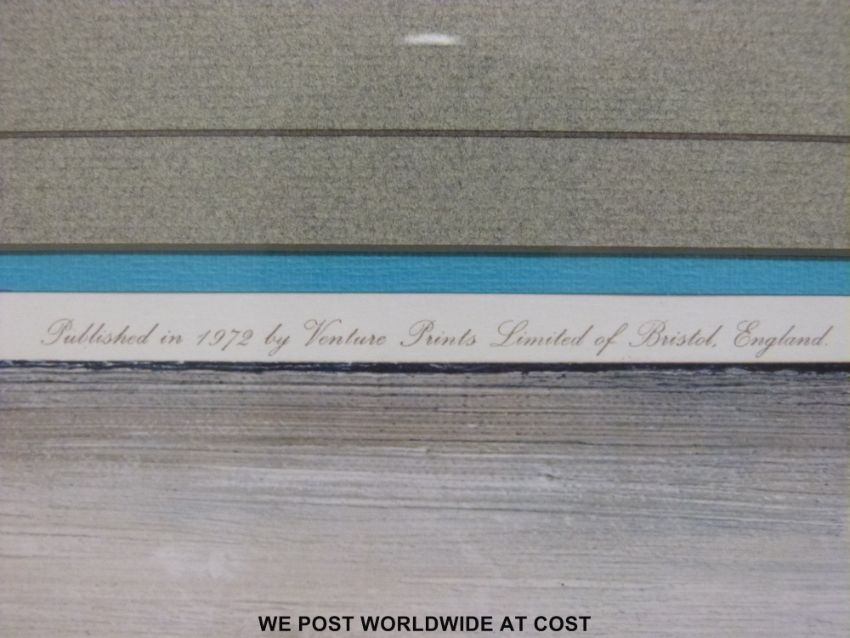 Published in 1972 by Venture Prints Limited of Bristol, England.
WE POST WORLDWIDE AT COST